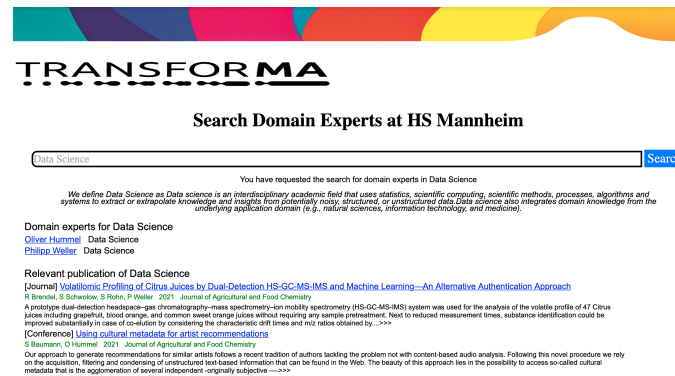 TRANSFORMA
Search Domain Experts at HS Mannheim
Data Science
Searc
You have requested the search for domain experts in Data Science
We define Data Science as Data science is an interdisciplinary academic field that uses statistics, scientific computing, scientific methods, processes, algorithms and
systems to extract or extrapolate knowledge and insights from potentially noisy, structured, or unstructured data.Data science also integrates domain knowledge from the
underlying application domain (e.g., natural sciences, information technology, and medicine).
Domain experts for Data Science
Oliver Hummel Data Science
Philipp Weller Data Science
Relevant publication of Data Science
[Journal] Volatilomic Profiling of Citrus Juices by Dual-Detection HS-GC-MS-IMS and Machine Learning—An Alternative Authentication Approach
R Brendel, S Schwolow, S Rohn, P Weller 2021 Journal of Agricultural and Food Chemistry
A prototype dual-detection headspace–gas chromatography–mass spectrometry–ion mobility spectrometry (HS-GC-MS-IMS) system was used for the analysis of the volatile profile of 47 Citrus
juices including grapefruit, blood orange, and common sweet orange juices without requiring any sample pretreatment. Next to reduced measurement times, substance identification could be
improved substantially in case of co-elution by considering the characteristic drift times and m/z ratios obtained by....>>>
[Conference] Using cultural metadata for artist recommendations
S Baumann, O Hummel 2021 Journal of Agricultural and Food Chemistry
Our approach to generate recommendations for similar artists follows a recent tradition of authors tackling the problem not with content-based audio analysis. Following this novel procedure we rely
on the acquisition, filtering and condensing of unstructured text-based information that can be found in the Web. The beauty of this approach lies in the possibility to access so-called cultural
metadata that is the agglomeration of several independent -originally subjective ---->>>